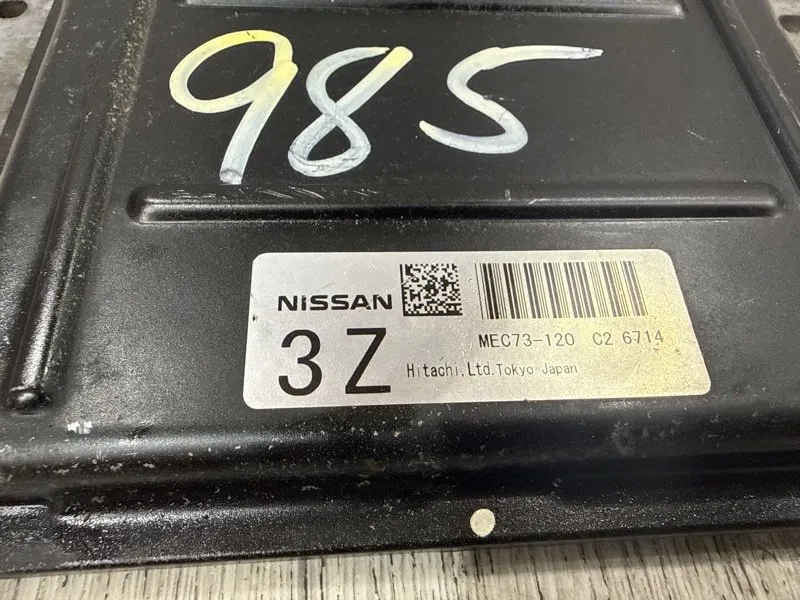 985
NISSAN
3Z
MEC73-120 C2 6714
Hitachi,Ltd.Tokyo Japan